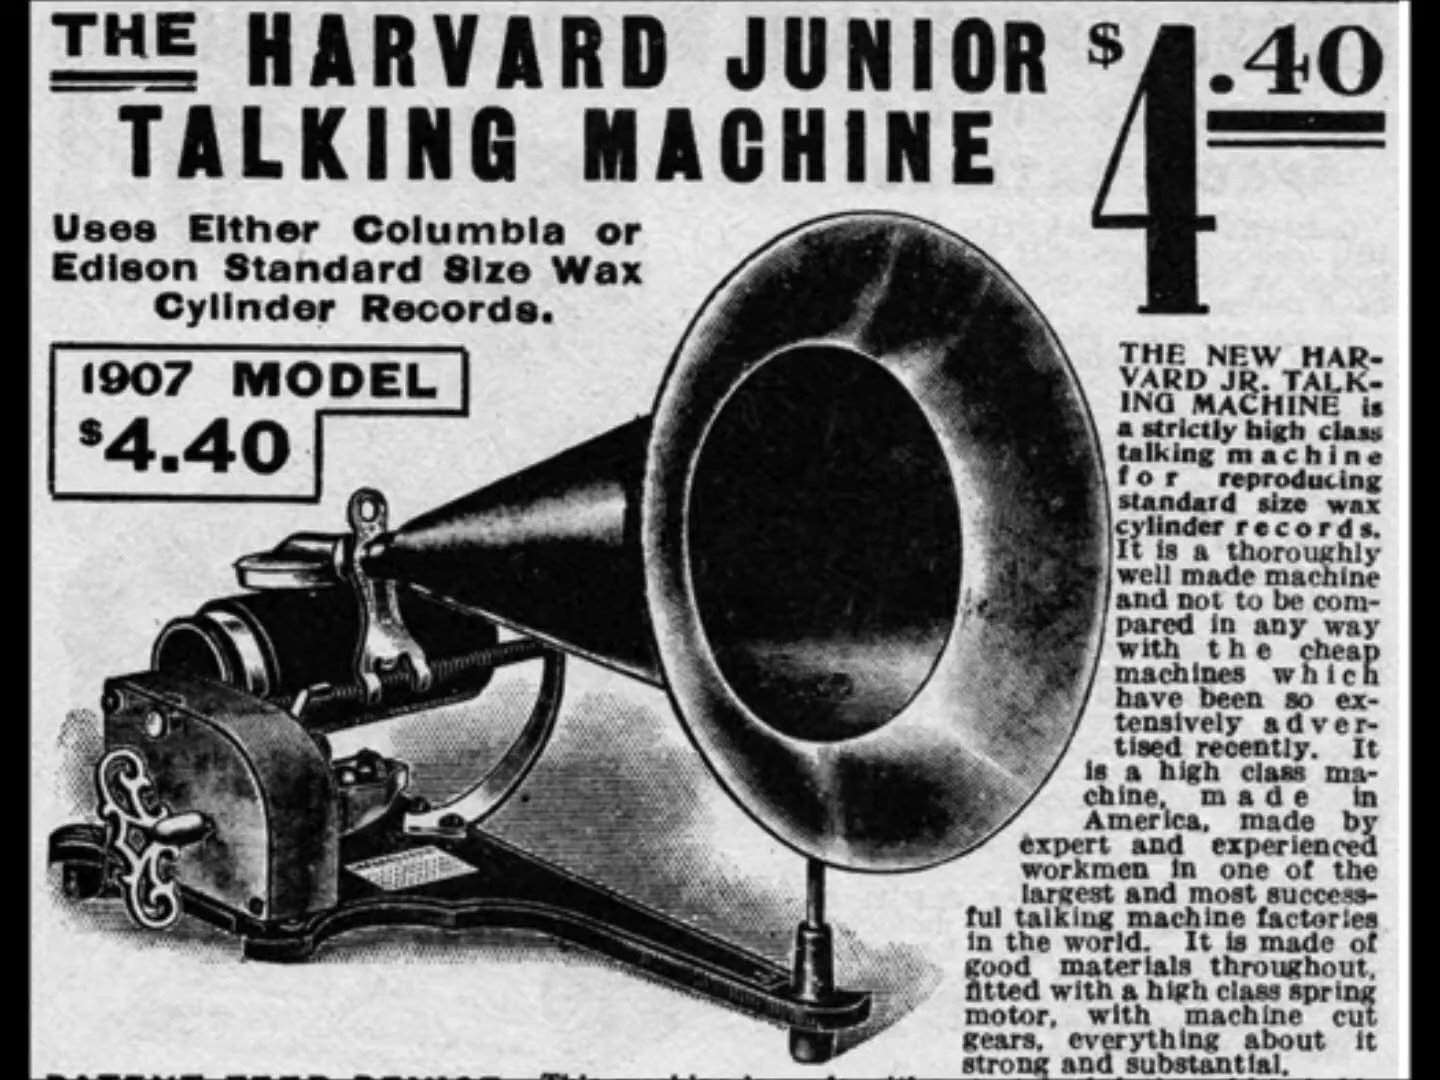 THE HARVARD JUNIOR
TALKING MACHINE
$4.40
Uses Either Columbia or
Edison Standard Size Wax
Cylinder Records.
1907 MODEL
$4.40
THE NEW HAR-
VARD JR. TALK-
ING MACHINE is
a strictly high class
talking machine
for reproducing
standard size wax
cylinder records.
It is a thoroughly
well made machine
and not to be com-
pared in any way
with the cheap
machines which
have been so ex-
tensively adver-
tised recently. It
is a high class ma-
chine, made in
America, made by
expert and experienced
workmen in one of the
largest and most success-
ful talking machine factories
in the world. It is made of
good materials throughout,
fitted with a high class spring
motor, with machine cut
gears, everything about it
strong and substantial.